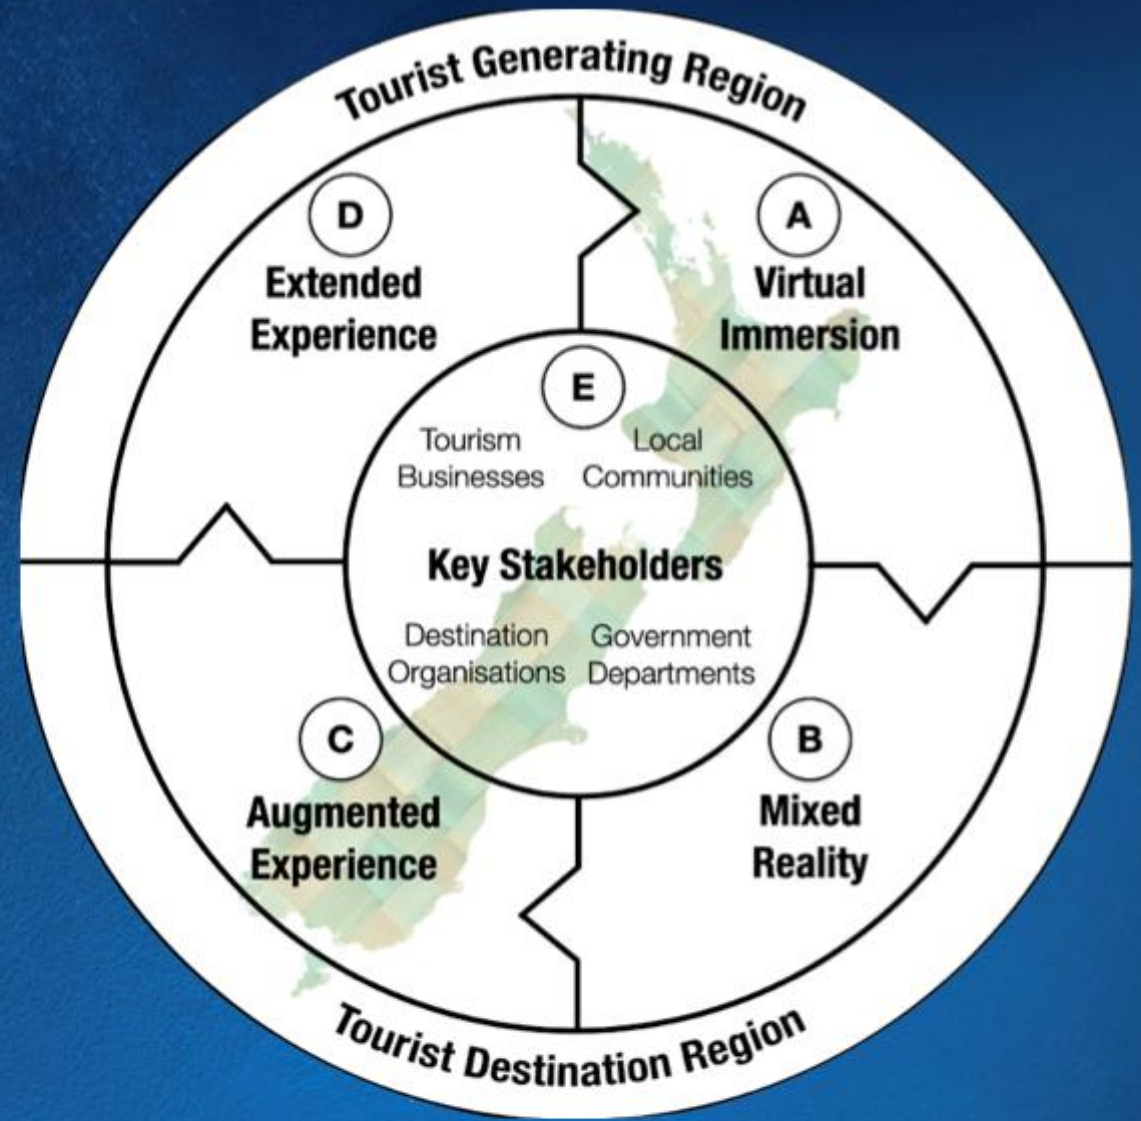 Tourist Generating Region
D
Extended
Experience
A
Virtual
Immersion
E
Tourism
Businesses
Local
Communities
Key Stakeholders
Destination
Organisations
Government
Departments
C
Augmented
Experience
B
Mixed
Reality
Tourist Destination Region